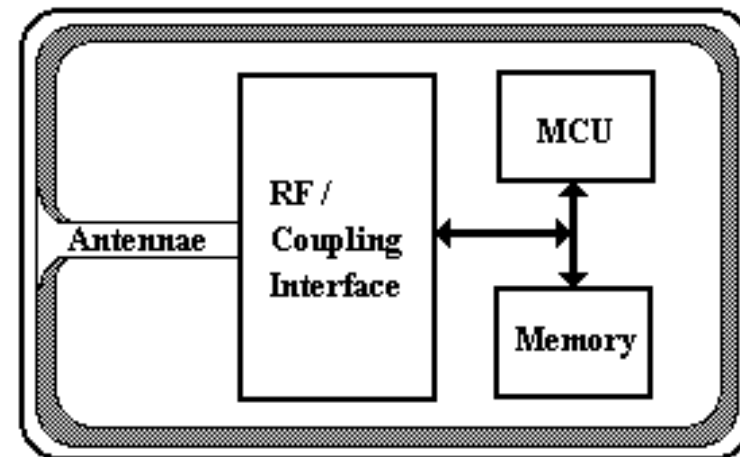 Antennae
RF /
Coupling
Interface
MCU
Memory